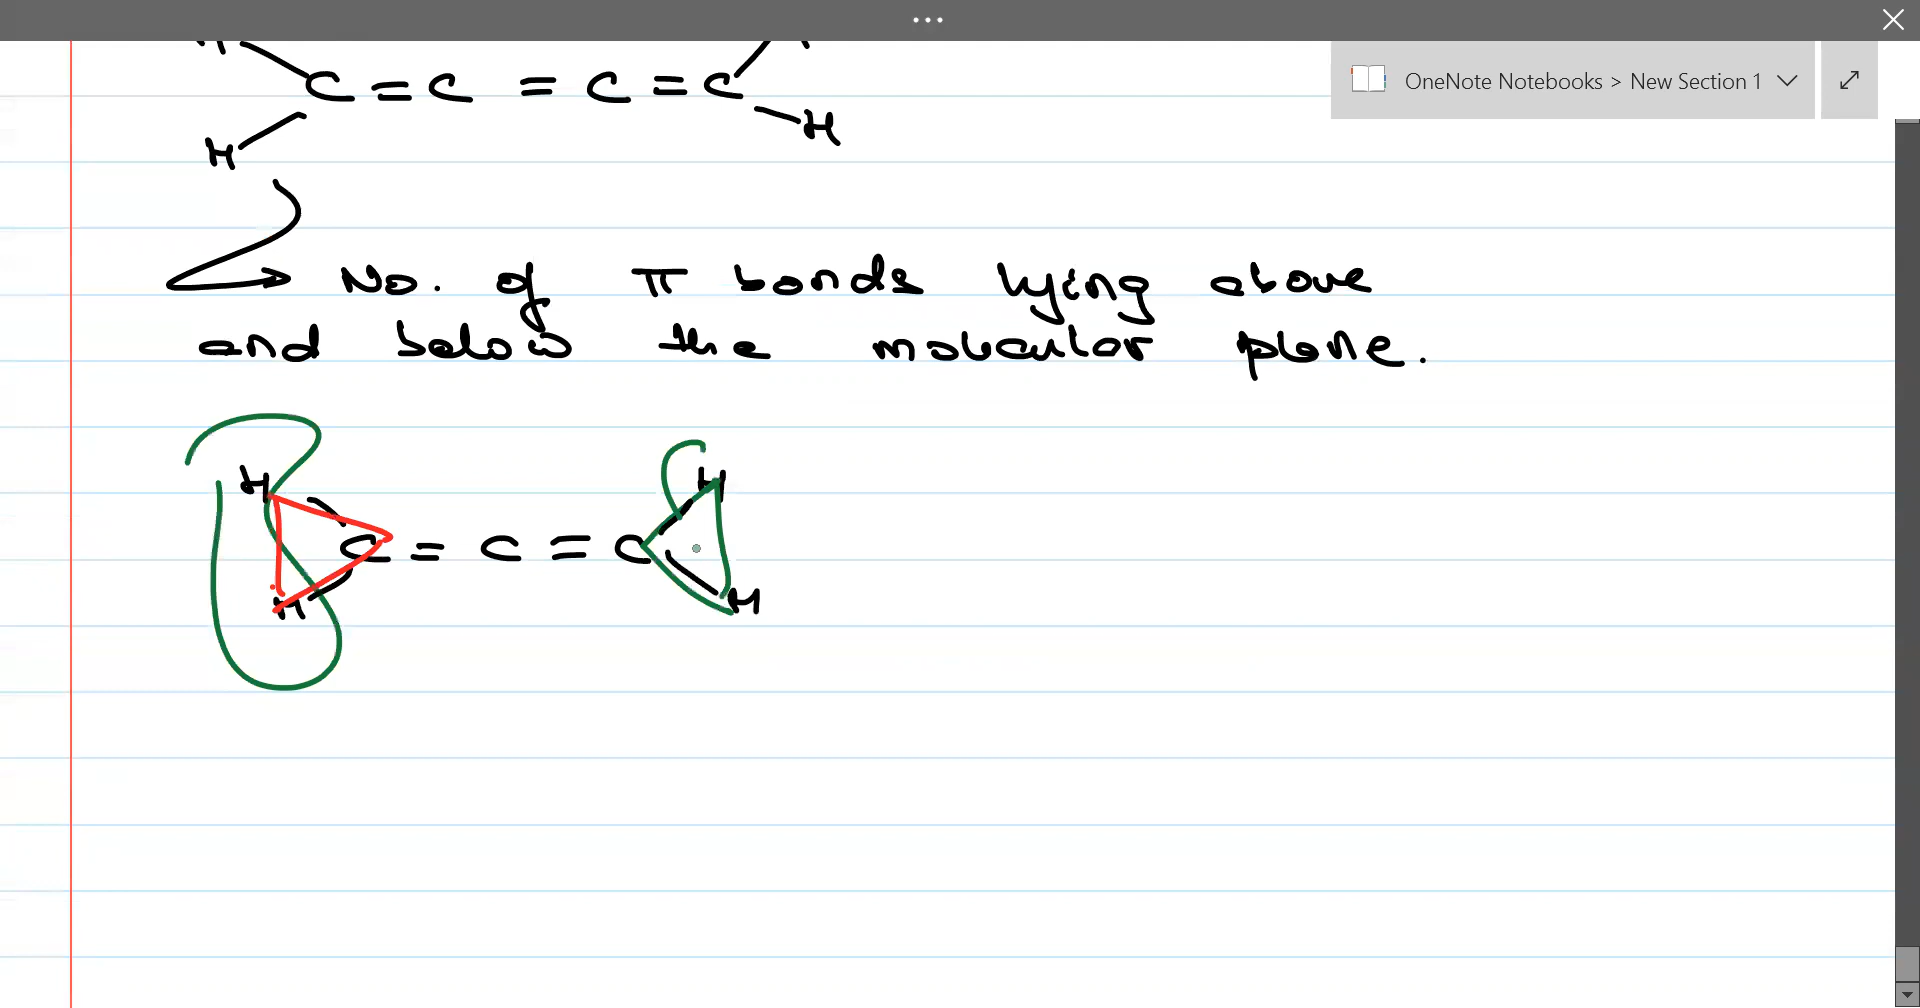 ...
OneNote Notebooks > New Section 1
C = C = C = C
H
H
No. of π bonds lying above
and below the molecular plane.
H H
C = C = C
H H